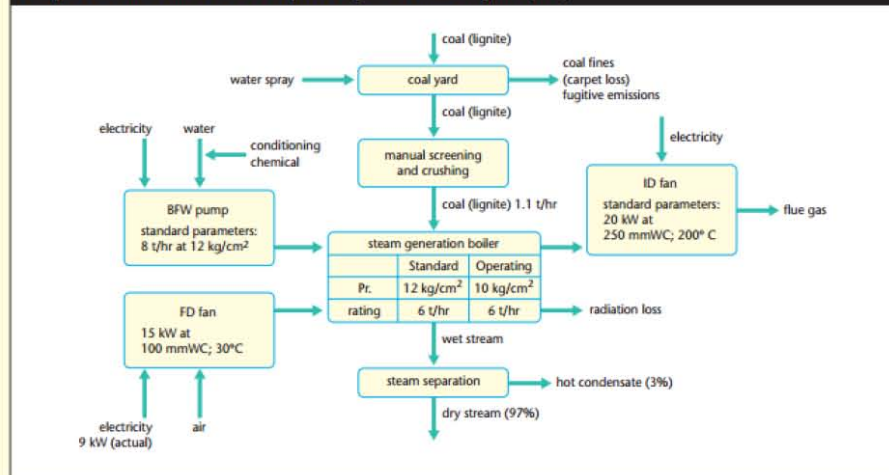 coal (lignite)
water spray
coal yard
coal fines
(carpet loss)
fugitive emissions
coal (lignite)
electricity
water
conditioning
chemical
manual screening
and crushing
electricity
BFW pump
standard parameters:
8 t/hr at 12 kg/cm²
coal (lignite) 1.1 t/hr
ID fan
standard parameters:
20 kW at
250 mmWC; 200° C
flue gas
steam generation boiler
Standard Operating
Pr. 12 kg/cm² 10 kg/cm²
rating 6 t/hr 6 t/hr
FD fan
15 kW at
100 mmWC; 30°C
radiation loss
wet stream
steam separation
hot condensate (3%)
dry stream (97%)
electricity
9 kW (actual)
air